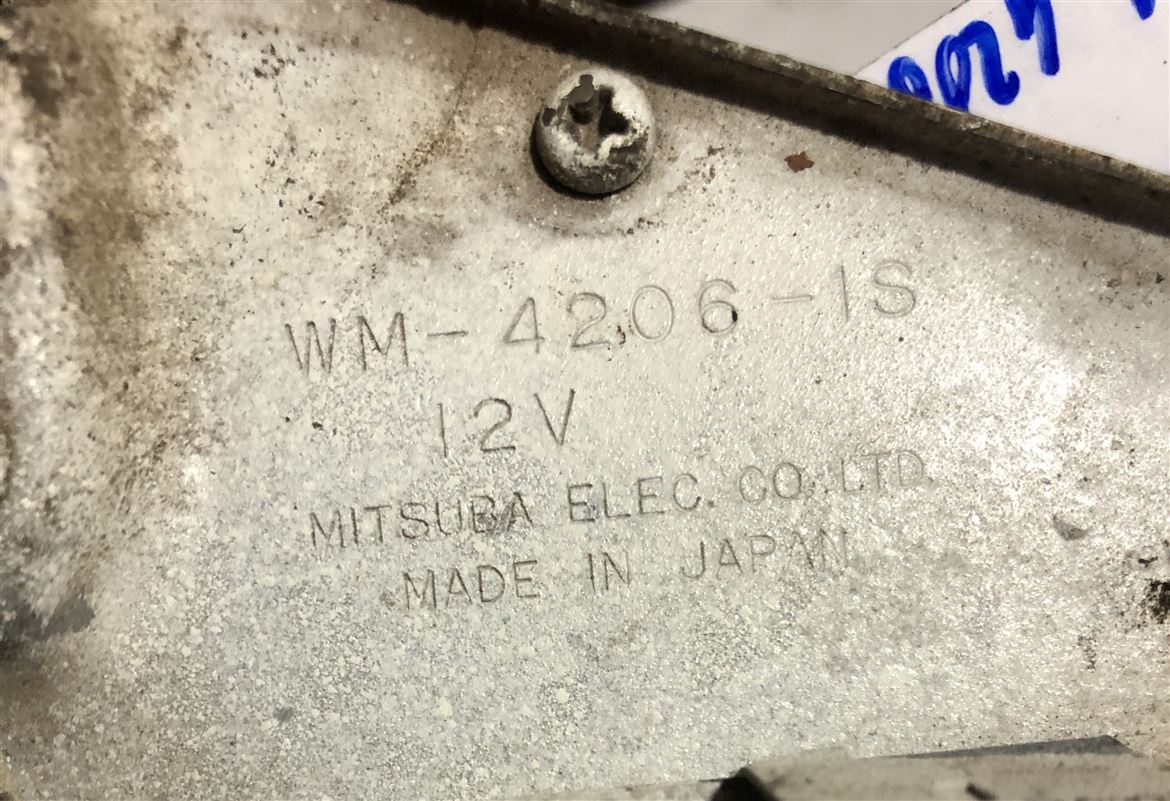 WM-4206-1S
12V
MITSUBA ELEC. CO.,LTD.
MADE IN JAPAN